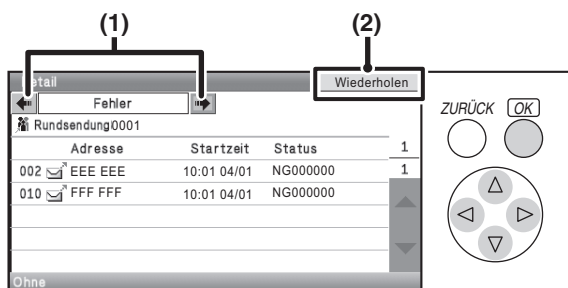 (1) (2)
Detail Wiederholen
Fehler
Rundsendung0001
Adresse Startzeit Status 1
002 EEE EEE 10:01 04/01 NG000000 1
010 FFF FFF 10:01 04/01 NG000000
Ohne
ZURÜCK OK